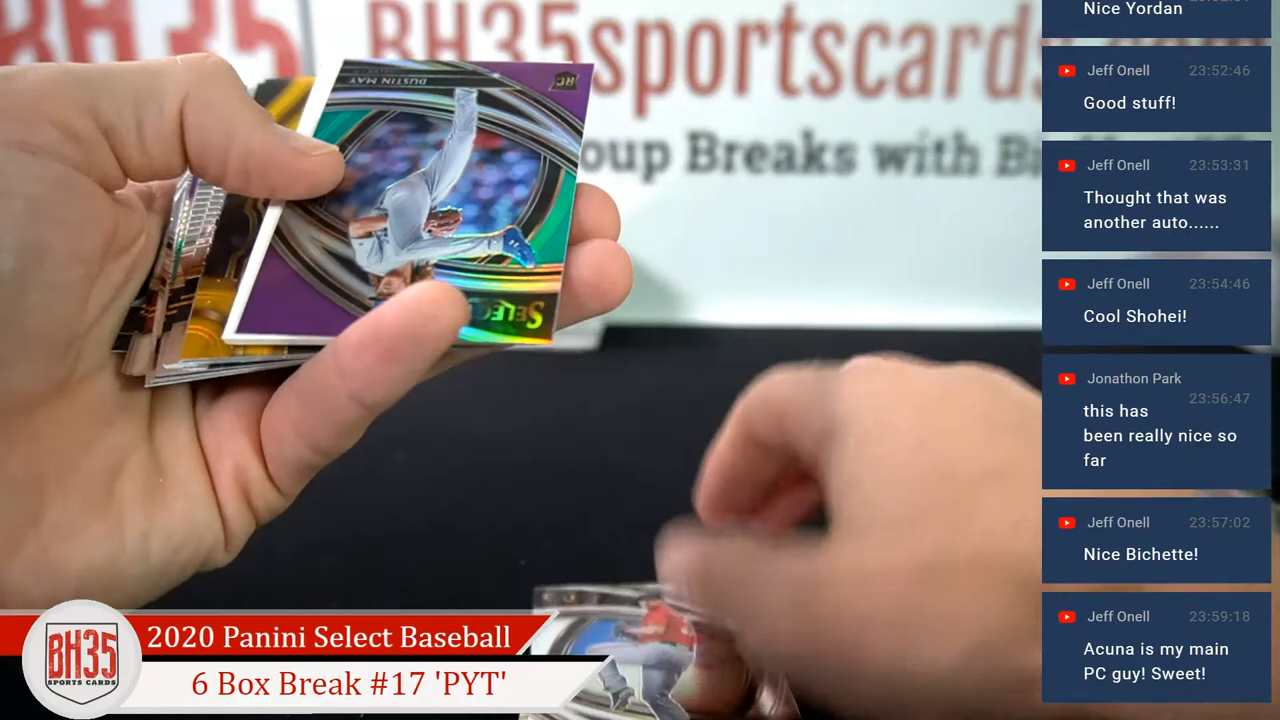 BH35
BH35sportscards
oup Breaks with B
DUSTIN MAY
RC
SELEC
Nice Yordan
Jeff Onell 23:52:46
Good stuff!
Jeff Onell 23:53:31
Thought that was
another auto......
Jeff Onell 23:54:46
Cool Shohei!
Jonathon Park
23:56:47
this has
been really nice so
far
Jeff Onell 23:57:02
Nice Bichette!
Jeff Onell 23:59:18
Acuna is my main
PC guy! Sweet!
BH35
SPORTS CARDS
2020 Panini Select Baseball
6 Box Break #17 'PYT'